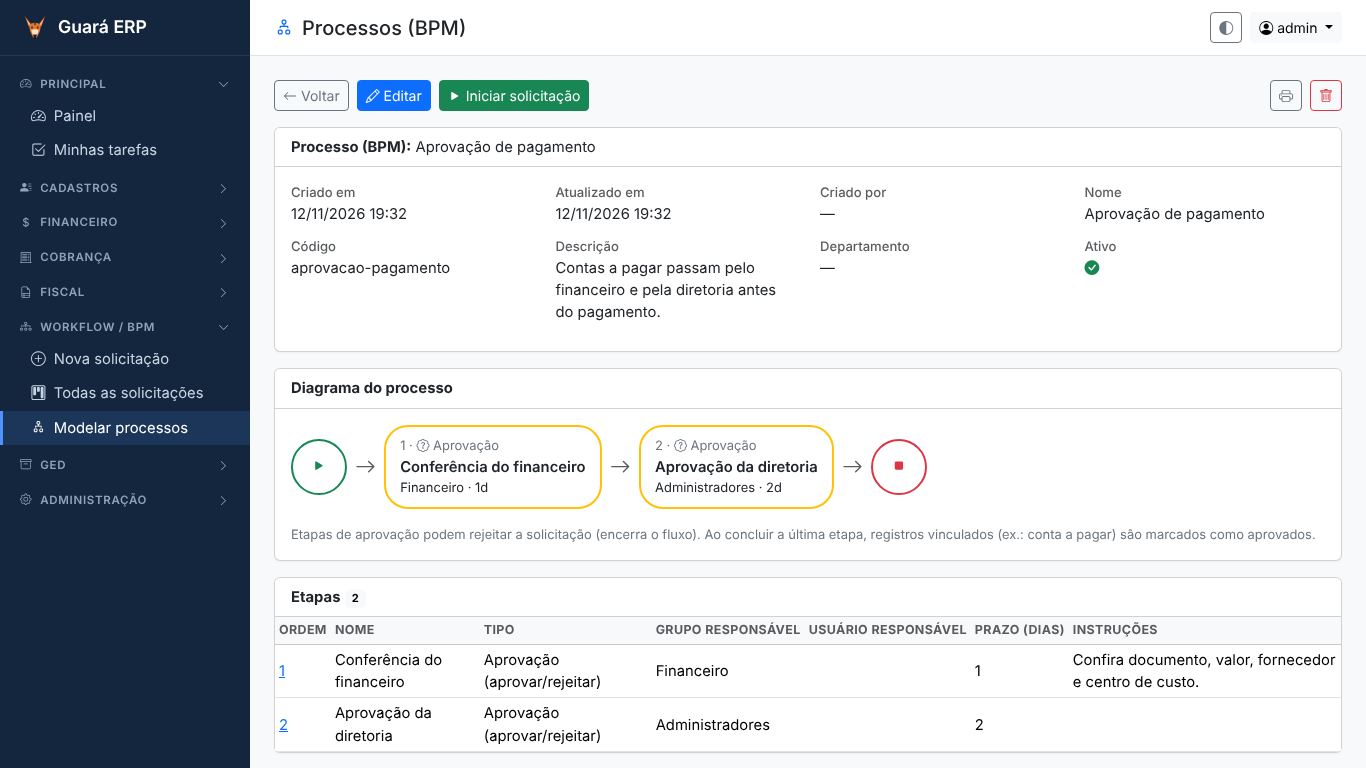 Guará ERP
PRINCIPAL
Painel
Minhas tarefas
CADASTROS
FINANCEIRO
COBRANÇA
FISCAL
WORKFLOW / BPM
Nova solicitação
Todas as solicitações
Modelar processos
GED
ADMINISTRAÇÃO
Processos (BPM)
admin
Voltar
Editar
Iniciar solicitação
Processo (BPM): Aprovação de pagamento
Criado em
12/11/2026 19:32
Atualizado em
12/11/2026 19:32
Criado por
—
Nome
Aprovação de pagamento
Código
aprovacao-pagamento
Descrição
Contas a pagar passam pelo
financeiro e pela diretoria antes
do pagamento.
Departamento
—
Ativo
Diagrama do processo
1 · Aprovação
Conferência do financeiro
Financeiro · 1d
2 · Aprovação
Aprovação da diretoria
Administradores · 2d
Etapas de aprovação podem rejeitar a solicitação (encerra o fluxo). Ao concluir a última etapa, registros vinculados (ex.: conta a pagar) são marcados como aprovados.
Etapas 2
ORDEM NOME TIPO GRUPO RESPONSÁVEL USUÁRIO RESPONSÁVEL PRAZO (DIAS) INSTRUÇÕES
1
Conferência do
financeiro
Aprovação
(aprovar/rejeitar)
Financeiro
1
Confira documento, valor, fornecedor
e centro de custo.
2
Aprovação da
diretoria
Aprovação
(aprovar/rejeitar)
Administradores
2